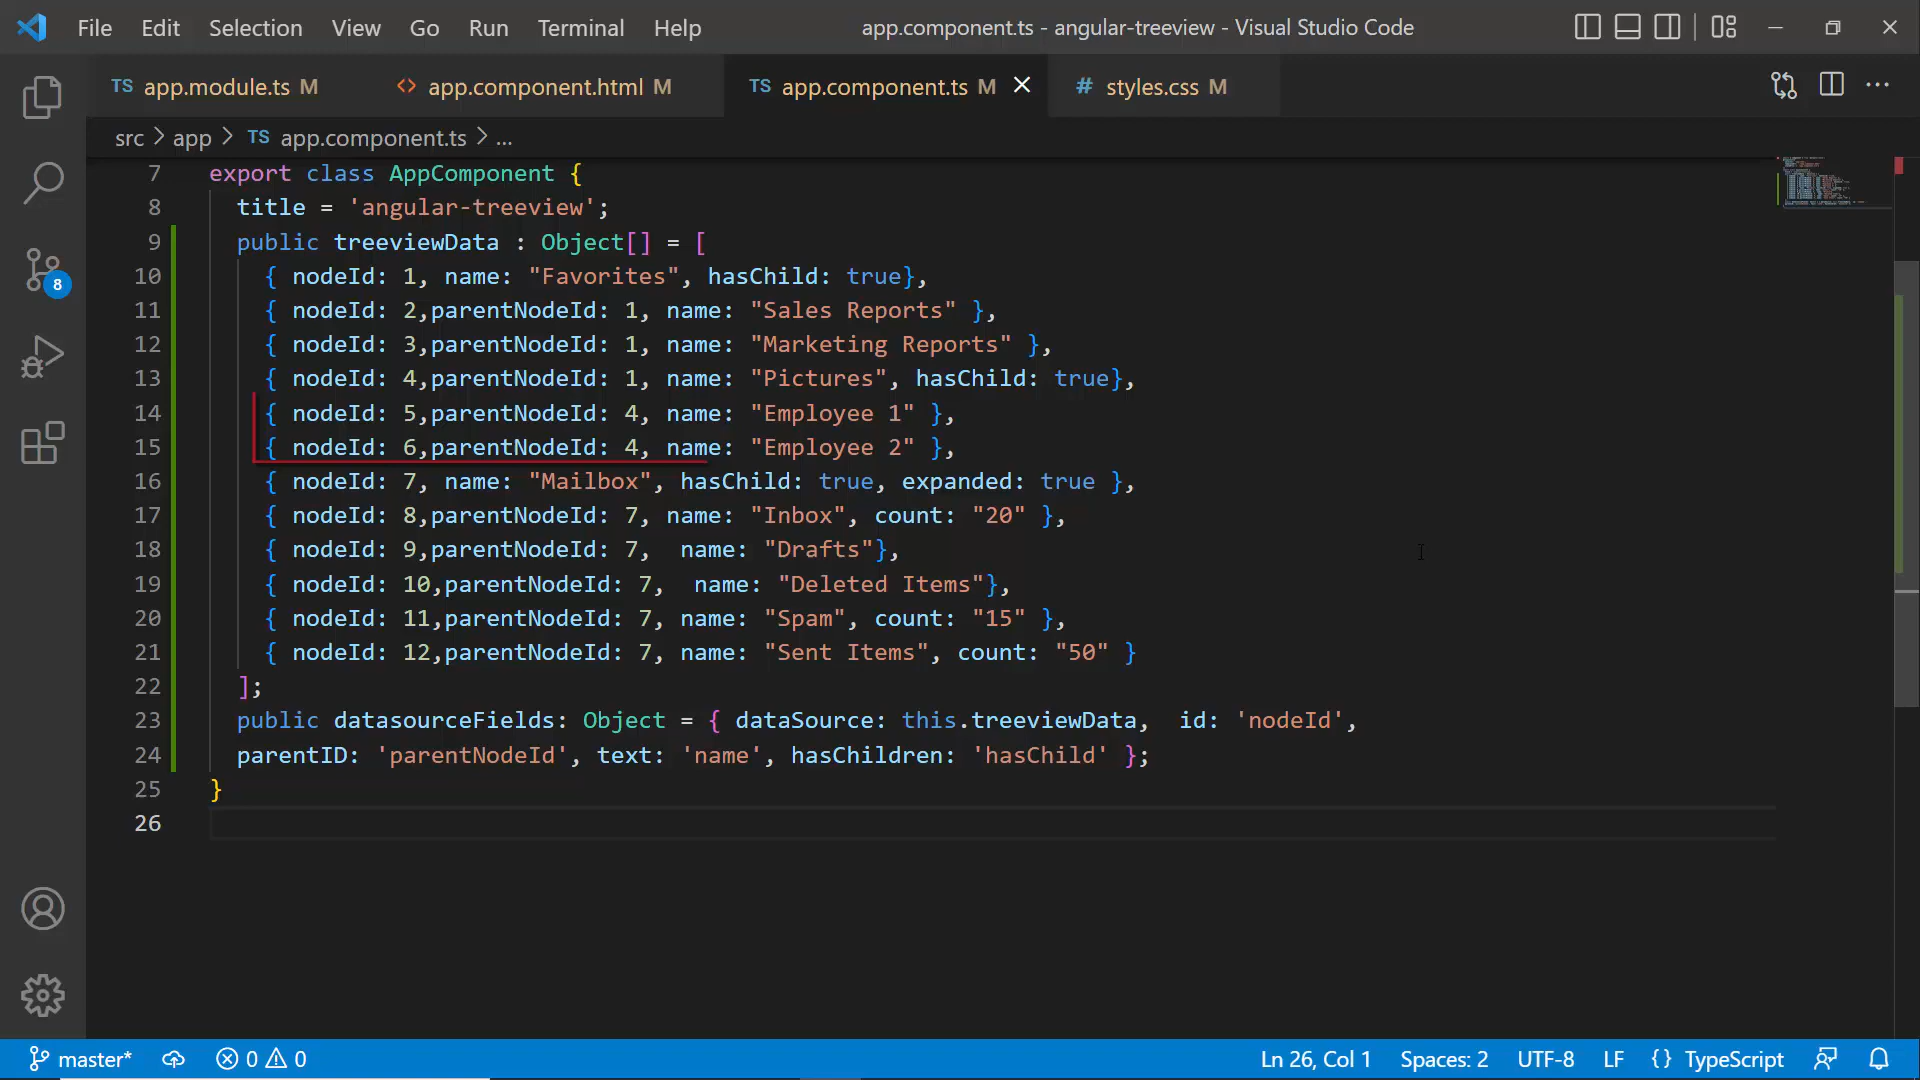 File Edit Selection View Go Run Terminal Help app.component.ts - angular-treeview - Visual Studio Code
TS app.module.ts M <> app.component.html M TS app.component.ts M # styles.css M
src > app > TS app.component.ts > ...
7 export class AppComponent {
8 title = 'angular-treeview';
9 public treeviewData : Object[] = [
10 { nodeId: 1, name: "Favorites", hasChild: true},
11 { nodeId: 2,parentNodeId: 1, name: "Sales Reports" },
12 { nodeId: 3,parentNodeId: 1, name: "Marketing Reports" },
13 { nodeId: 4,parentNodeId: 1, name: "Pictures", hasChild: true},
14 { nodeId: 5,parentNodeId: 4, name: "Employee 1" },
15 { nodeId: 6,parentNodeId: 4, name: "Employee 2" },
16 { nodeId: 7, name: "Mailbox", hasChild: true, expanded: true },
17 { nodeId: 8,parentNodeId: 7, name: "Inbox", count: "20" },
18 { nodeId: 9,parentNodeId: 7,  name: "Drafts"},
19 { nodeId: 10,parentNodeId: 7,  name: "Deleted Items"},
20 { nodeId: 11,parentNodeId: 7, name: "Spam", count: "15" },
21 { nodeId: 12,parentNodeId: 7, name: "Sent Items", count: "50" }
22 ];
23 public datasourceFields: Object = { dataSource: this.treeviewData,  id: 'nodeId',
24 parentID: 'parentNodeId', text: 'name', hasChildren: 'hasChild' };
25 }
26
8
master* 0 0 Ln 26, Col 1 Spaces: 2 UTF-8 LF {} TypeScript